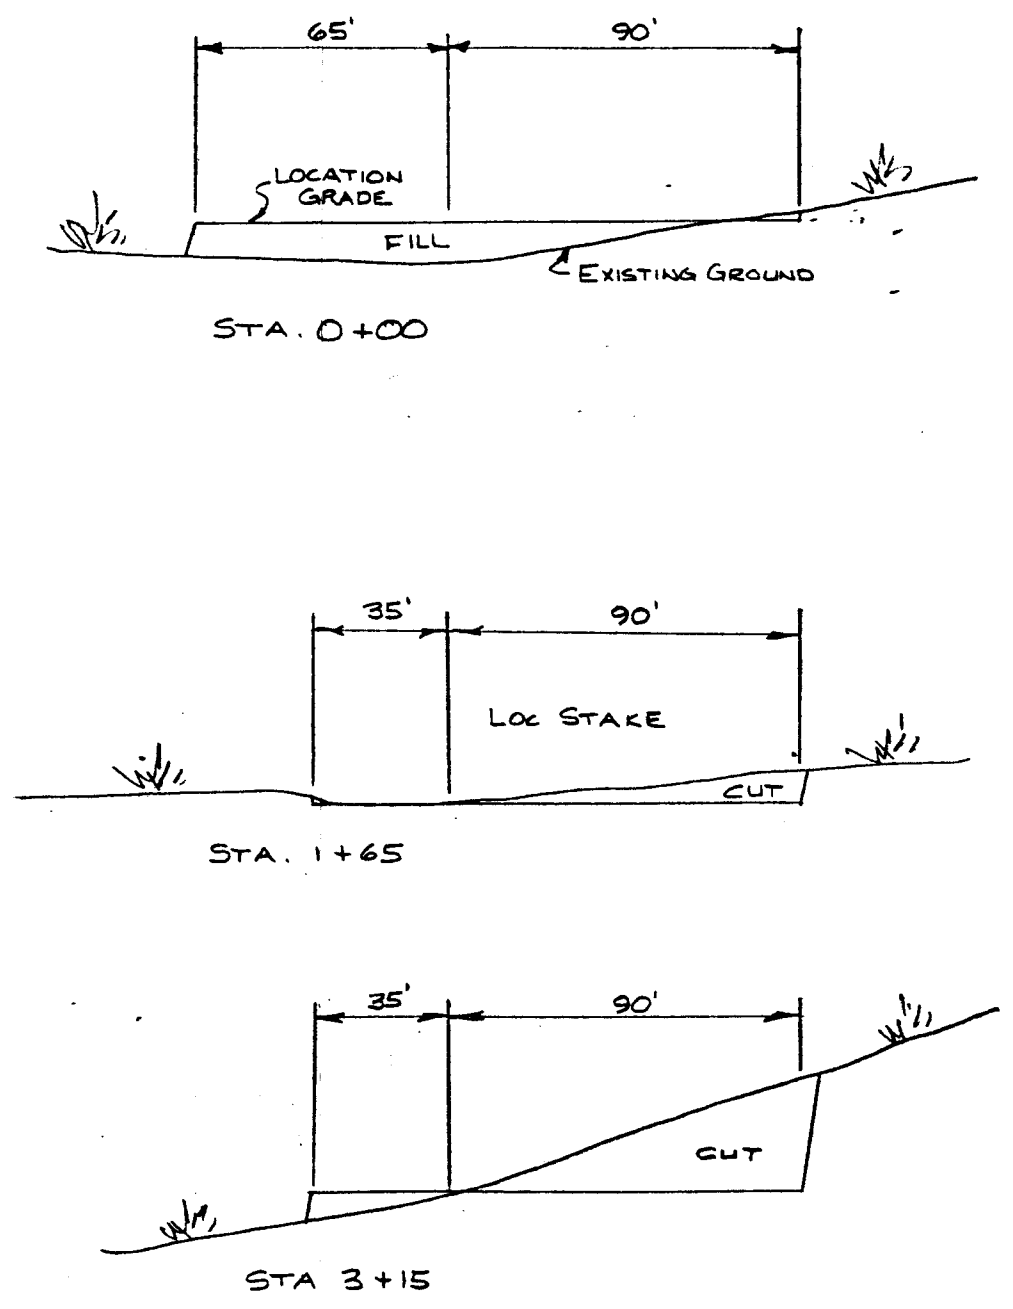 65' 90'
LOCATION
GRADE
FILL
EXISTING GROUND
STA. 0+00
35' 90'
LOC STAKE
CUT
STA. 1+65
35' 90'
CUT
STA 3+15